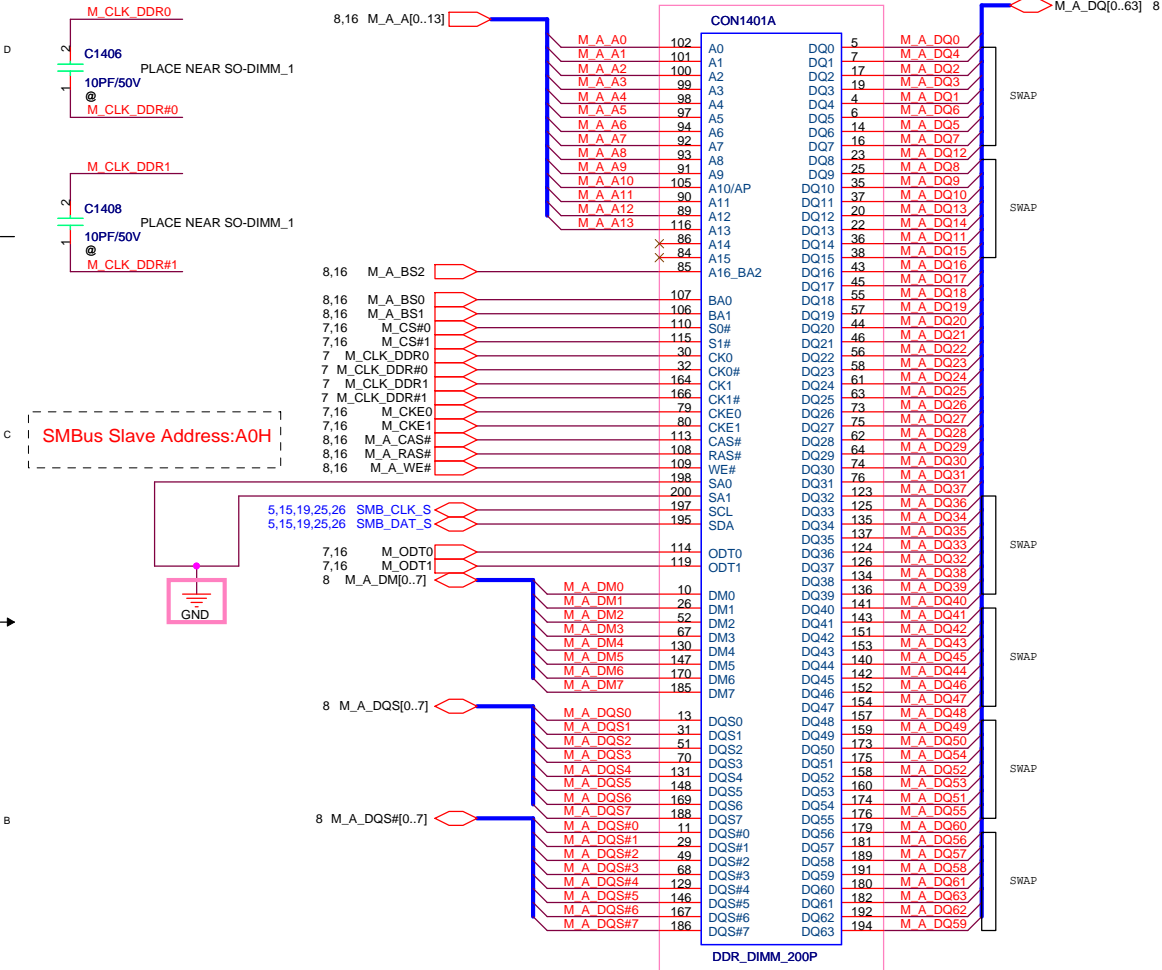 D
C
B
M_CLK_DDR0
2
C1406
PLACE NEAR SO-DIMM_1
10PF/50V
1
@
M_CLK_DDR#0
M_CLK_DDR1
2
C1408
PLACE NEAR SO-DIMM_1
10PF/50V
1
@
M_CLK_DDR#1
SMBus Slave Address:A0H
GND
8,16 M_A_A[0..13]
CON1401A
M_A_DQ[0..63] 8
M_A_A0 102 A0
M_A_A1 101 A1
M_A_A2 100 A2
M_A_A3 99 A3
M_A_A4 98 A4
M_A_A5 97 A5
M_A_A6 94 A6
M_A_A7 92 A7
M_A_A8 93 A8
M_A_A9 91 A9
M_A_A10 105 A10/AP
M_A_A11 90 A11
M_A_A12 89 A12
M_A_A13 116 A13
86 A14
84 A15
8,16 M_A_BS2 85 A16_BA2
8,16 M_A_BS0 107 BA0
8,16 M_A_BS1 106 BA1
7,16 M_CS#0 110 S0#
7,16 M_CS#1 115 S1#
7 M_CLK_DDR0 30 CK0
7 M_CLK_DDR#0 32 CK0#
7 M_CLK_DDR1 164 CK1
7 M_CLK_DDR#1 166 CK1#
7,16 M_CKE0 79 CKE0
7,16 M_CKE1 80 CKE1
8,16 M_A_CAS# 113 CAS#
8,16 M_A_RAS# 108 RAS#
8,16 M_A_WE# 109 WE#
198 SA0
200 SA1
5,15,19,25,26 SMB_CLK_S 197 SCL
5,15,19,25,26 SMB_DAT_S 195 SDA
7,16 M_ODT0 114 ODT0
7,16 M_ODT1 119 ODT1
8 M_A_DM[0..7]
M_A_DM0 10 DM0
M_A_DM1 26 DM1
M_A_DM2 52 DM2
M_A_DM3 67 DM3
M_A_DM4 130 DM4
M_A_DM5 147 DM5
M_A_DM6 170 DM6
M_A_DM7 185 DM7
8 M_A_DQS[0..7]
M_A_DQS0 13 DQS0
M_A_DQS1 31 DQS1
M_A_DQS2 51 DQS2
M_A_DQS3 70 DQS3
M_A_DQS4 131 DQS4
M_A_DQS5 148 DQS5
M_A_DQS6 169 DQS6
M_A_DQS7 188 DQS7
8 M_A_DQS#[0..7]
M_A_DQS#0 11 DQS#0
M_A_DQS#1 29 DQS#1
M_A_DQS#2 49 DQS#2
M_A_DQS#3 68 DQS#3
M_A_DQS#4 129 DQS#4
M_A_DQS#5 146 DQS#5
M_A_DQS#6 167 DQS#6
M_A_DQS#7 186 DQS#7
DQ0 5 M_A_DQ0
DQ1 7 M_A_DQ4
DQ2 17 M_A_DQ2
DQ3 19 M_A_DQ3
DQ4 4 M_A_DQ1
DQ5 6 M_A_DQ6
DQ6 14 M_A_DQ5
DQ7 16 M_A_DQ7
SWAP
DQ8 23 M_A_DQ12
DQ9 25 M_A_DQ8
DQ10 35 M_A_DQ9
DQ11 37 M_A_DQ10
DQ12 20 M_A_DQ13
DQ13 22 M_A_DQ14
DQ14 36 M_A_DQ11
DQ15 38 M_A_DQ15
SWAP
DQ16 43 M_A_DQ16
DQ17 45 M_A_DQ17
DQ18 55 M_A_DQ18
DQ19 57 M_A_DQ19
DQ20 44 M_A_DQ20
DQ21 46 M_A_DQ21
DQ22 56 M_A_DQ22
DQ23 58 M_A_DQ23
DQ24 61 M_A_DQ24
DQ25 63 M_A_DQ25
DQ26 73 M_A_DQ26
DQ27 75 M_A_DQ27
DQ28 62 M_A_DQ28
DQ29 64 M_A_DQ29
DQ30 74 M_A_DQ30
DQ31 76 M_A_DQ31
DQ32 123 M_A_DQ37
DQ33 125 M_A_DQ36
DQ34 135 M_A_DQ34
DQ35 137 M_A_DQ35
DQ36 124 M_A_DQ33
DQ37 126 M_A_DQ32
DQ38 134 M_A_DQ38
DQ39 136 M_A_DQ39
SWAP
DQ40 141 M_A_DQ40
DQ41 143 M_A_DQ41
DQ42 151 M_A_DQ42
DQ43 153 M_A_DQ43
DQ44 140 M_A_DQ45
DQ45 142 M_A_DQ44
DQ46 152 M_A_DQ46
DQ47 154 M_A_DQ47
SWAP
DQ48 157 M_A_DQ48
DQ49 159 M_A_DQ49
DQ50 173 M_A_DQ50
DQ51 175 M_A_DQ54
DQ52 158 M_A_DQ52
DQ53 160 M_A_DQ53
DQ54 174 M_A_DQ51
DQ55 176 M_A_DQ55
SWAP
DQ56 179 M_A_DQ60
DQ57 181 M_A_DQ56
DQ58 189 M_A_DQ57
DQ59 191 M_A_DQ58
DQ60 180 M_A_DQ61
DQ61 182 M_A_DQ63
DQ62 192 M_A_DQ62
DQ63 194 M_A_DQ59
SWAP
DDR_DIMM_200P